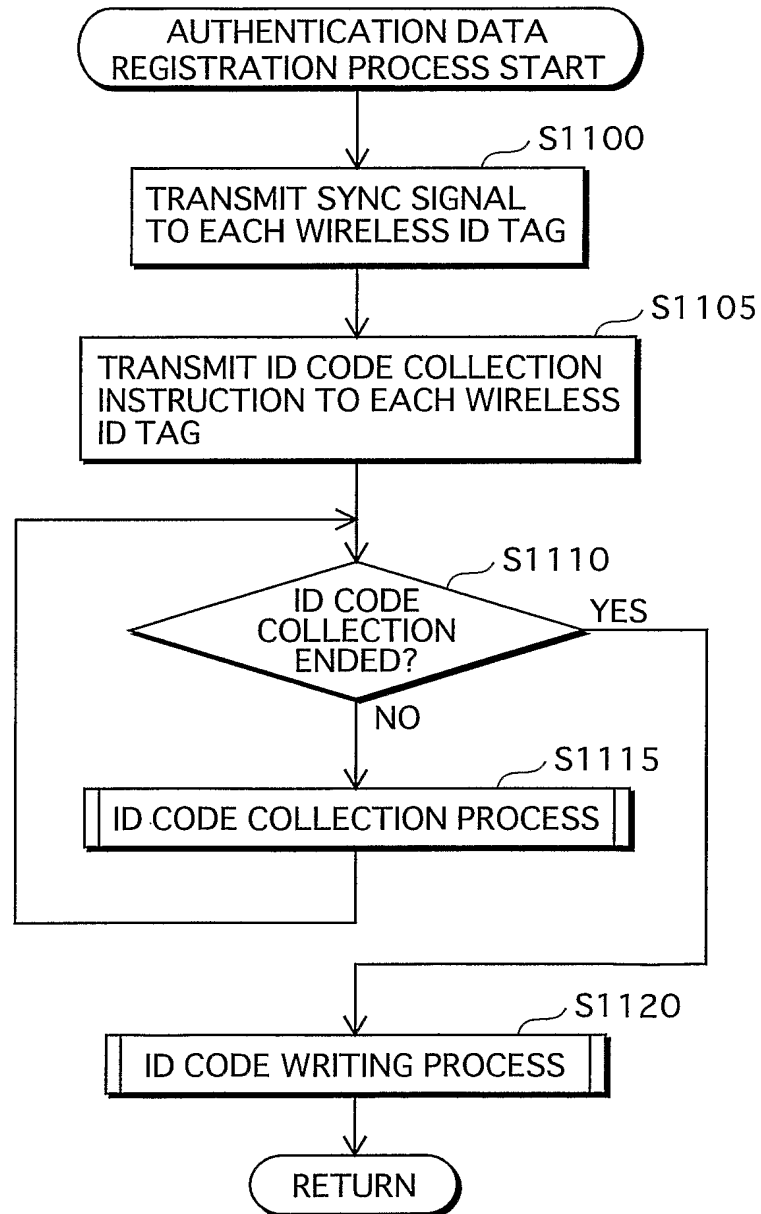 AUTHENTICATION DATA
REGISTRATION PROCESS START
S1100
TRANSMIT SYNC SIGNAL
TO EACH WIRELESS ID TAG
S1105
TRANSMIT ID CODE COLLECTION
INSTRUCTION TO EACH WIRELESS
ID TAG
S1110
ID CODE
COLLECTION
ENDED?
YES
NO
S1115
ID CODE COLLECTION PROCESS
S1120
ID CODE WRITING PROCESS
RETURN